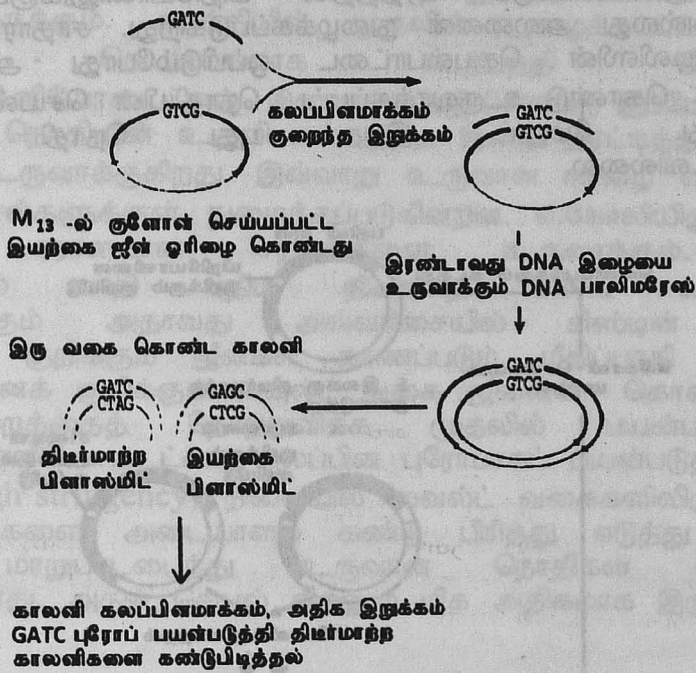 GATC
GTCG
கலப்பினமாக்கம்
குறைந்த இறுக்கம்
GATC
GTCG
M13 -ல் குளோன் செய்யப்பட்ட
இயற்கை ஜீன் ஓரிழை கொண்டது
இரண்டாவது DNA இழையை
உருவாக்கும் DNA பாலிமரேஸ்
இரு வகை கொண்ட காலனி
GATC
GTCG
GATC
CTAG
GAGC
CTCG
திடீர்மாற்ற
பிளாஸ்மிட்
இயற்கை
பிளாஸ்மிட்
காலனி கலப்பினமாக்கம், அதிக இறுக்கம்
GATC புரோப் பயன்படுத்தி திடீர்மாற்ற
காலனிகளை கண்டுபிடித்தல்